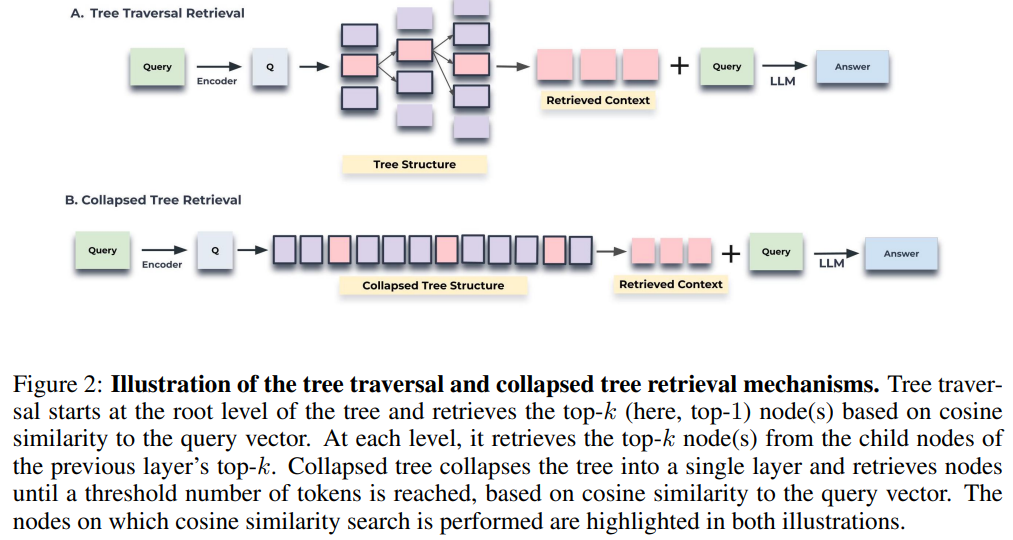 A. Tree Traversal Retrieval
Query
Encoder
Q
Tree Structure
Retrieved Context
+
Query
LLM
Answer
B. Collapsed Tree Retrieval
Query
Encoder
Q
Collapsed Tree Structure
Retrieved Context
+
Query
LLM
Answer
Figure 2: Illustration of the tree traversal and collapsed tree retrieval mechanisms. Tree traver-
sal starts at the root level of the tree and retrieves the top-k (here, top-1) node(s) based on cosine
similarity to the query vector. At each level, it retrieves the top-k node(s) from the child nodes of
the previous layer’s top-k. Collapsed tree collapses the tree into a single layer and retrieves nodes
until a threshold number of tokens is reached, based on cosine similarity to the query vector. The
nodes on which cosine similarity search is performed are highlighted in both illustrations.